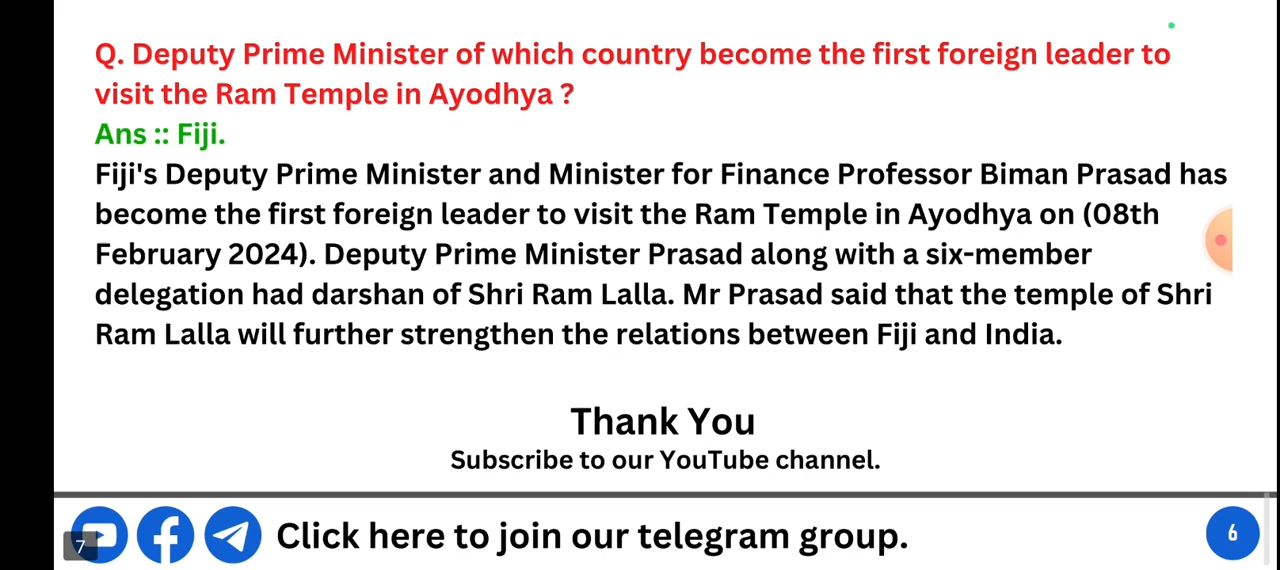 Q. Deputy Prime Minister of which country become the first foreign leader to
visit the Ram Temple in Ayodhya ?
Ans :: Fiji.
Fiji's Deputy Prime Minister and Minister for Finance Professor Biman Prasad has
become the first foreign leader to visit the Ram Temple in Ayodhya on (08th
February 2024). Deputy Prime Minister Prasad along with a six-member
delegation had darshan of Shri Ram Lalla. Mr Prasad said that the temple of Shri
Ram Lalla will further strengthen the relations between Fiji and India.
Thank You
Subscribe to our YouTube channel.
7
Click here to join our telegram group.
6